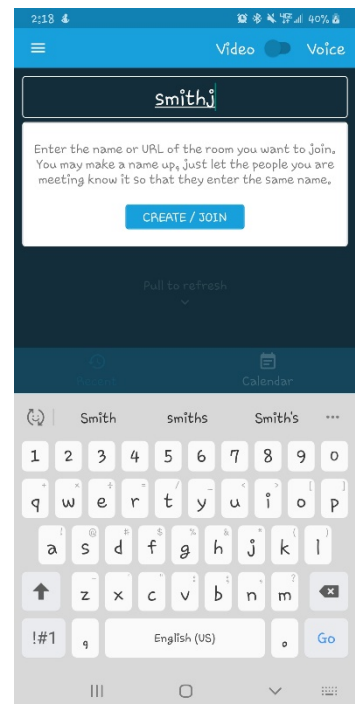 2:18 40%
Video Voice
smithj
Enter the name or URL of the room you want to join.
You may make a name up, just let the people you are
meeting know it so that they enter the same name.
CREATE / JOIN
Pull to refresh
Recent Calendar
Smith smiths Smith's ...
1 2 3 4 5 6 7 8 9 0
q w e r t y u i o p
a s d f g h j k l
z x c v b n m
!#1 , English (US) . Go